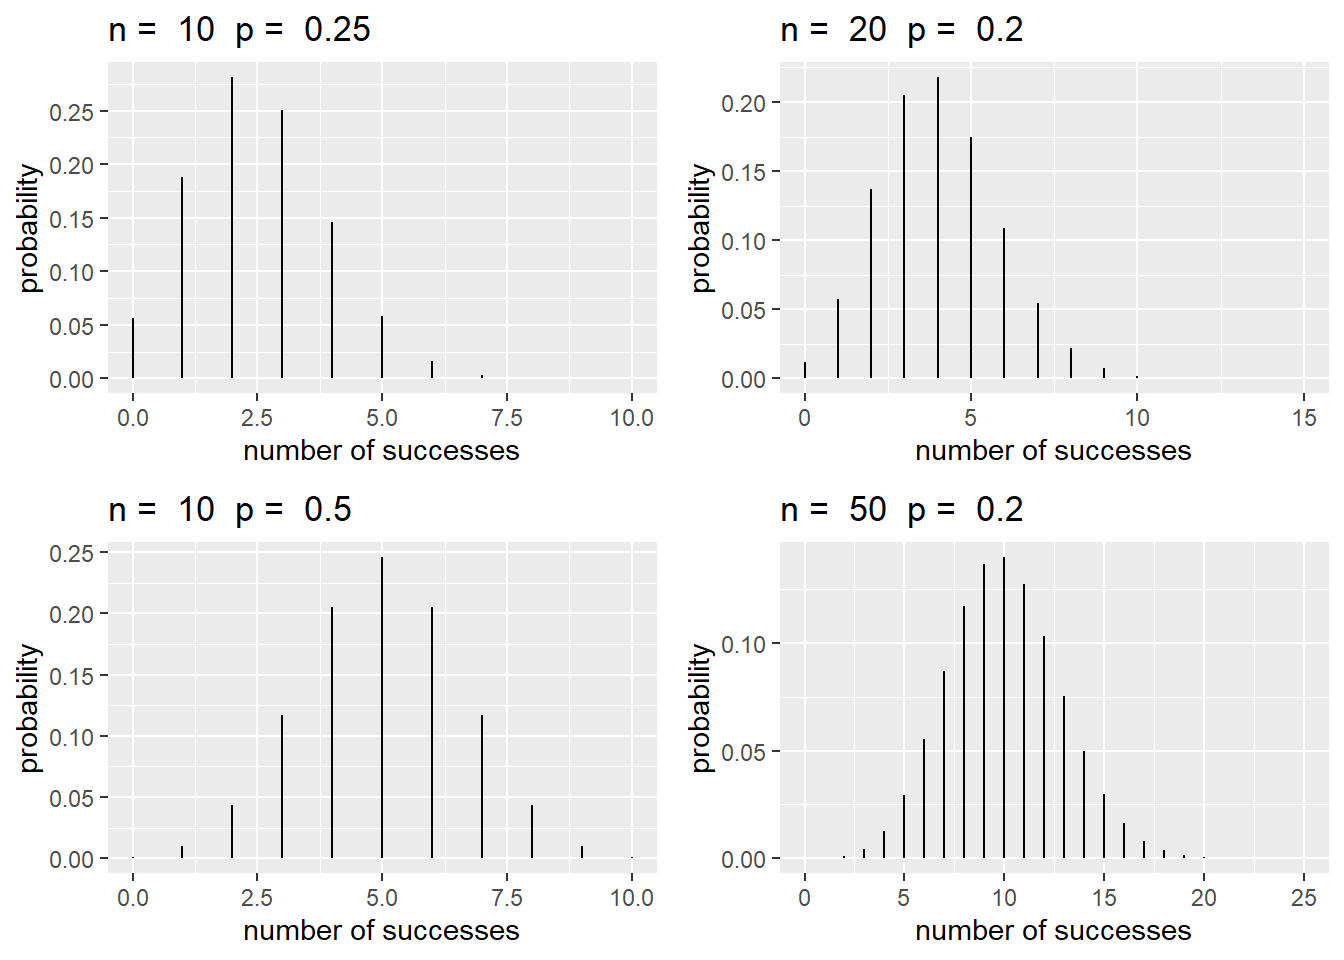 n =  10  p =  0.25
0.25
0.20
0.15
0.10
0.05
0.00
probability
0.0 2.5 5.0 7.5 10.0
number of successes
n =  20  p =  0.2
0.20
0.15
0.10
0.05
0.00
probability
0 5 10 15
number of successes
n =  10  p =  0.5
0.25
0.20
0.15
0.10
0.05
0.00
probability
0.0 2.5 5.0 7.5 10.0
number of successes
n =  50  p =  0.2
0.10
0.05
0.00
probability
0 5 10 15 20 25
number of successes